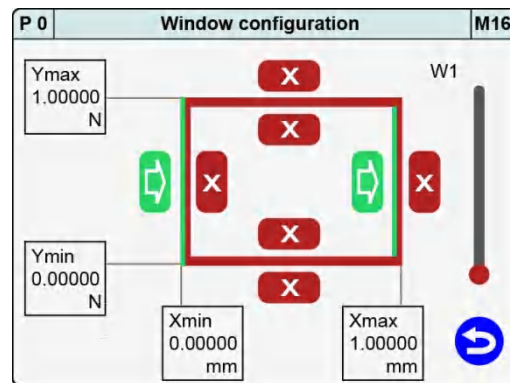 P 0
Window configuration
M16
Ymax
1.00000
N
W1
X
X
X
X
Ymin
0.00000
N
X
X
Xmin
0.00000
mm
Xmax
1.00000
mm